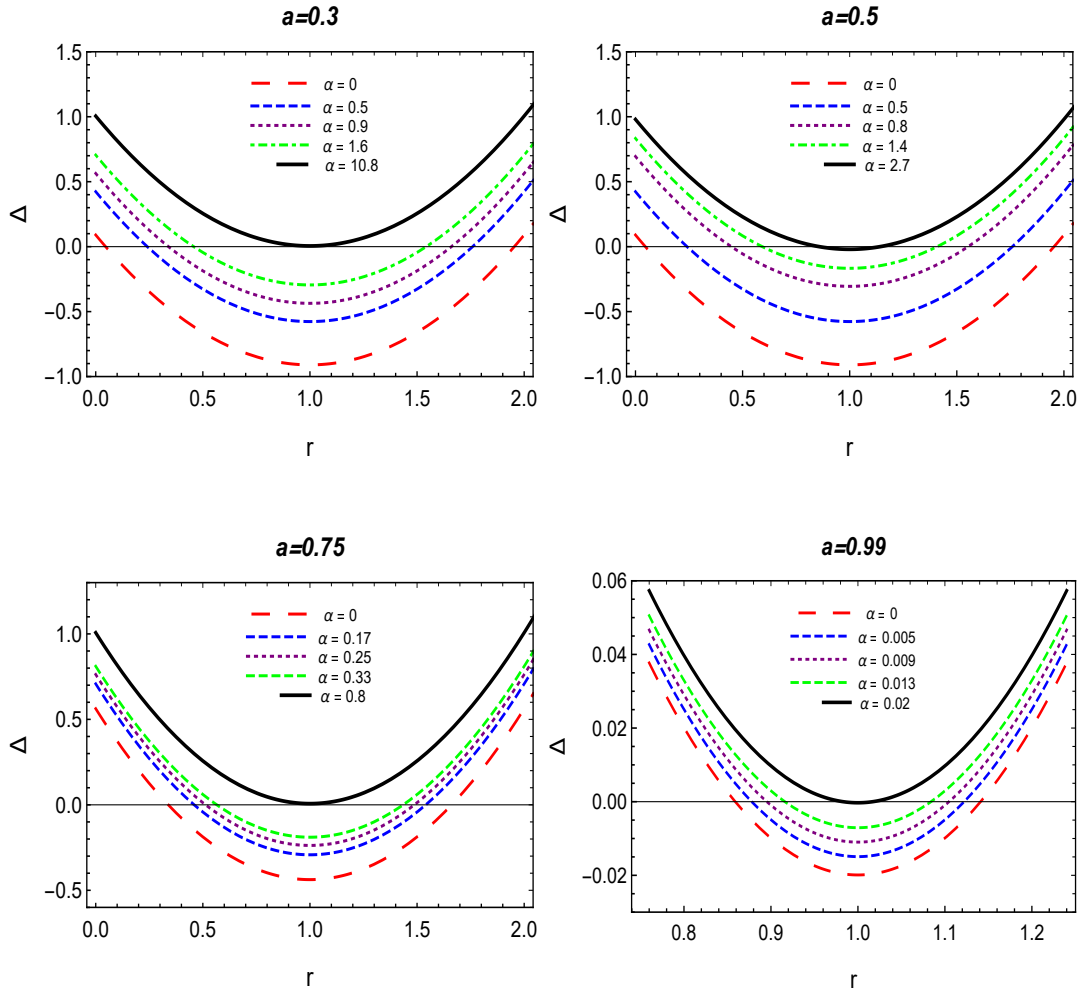 a=0.3
1.5
1.0
0.5
0.0
−0.5
−1.0
Δ
α = 0
α = 0.5
α = 0.9
α = 1.6
α = 10.8
0.0 0.5 1.0 1.5 2.0
r
a=0.5
1.5
1.0
0.5
0.0
−0.5
−1.0
Δ
α = 0
α = 0.5
α = 0.8
α = 1.4
α = 2.7
0.0 0.5 1.0 1.5 2.0
r
a=0.75
1.0
0.5
0.0
−0.5
Δ
α = 0
α = 0.17
α = 0.25
α = 0.33
α = 0.8
0.0 0.5 1.0 1.5 2.0
r
a=0.99
0.06
0.04
0.02
0.00
−0.02
Δ
α = 0
α = 0.005
α = 0.009
α = 0.013
α = 0.02
0.8 0.9 1.0 1.1 1.2
r